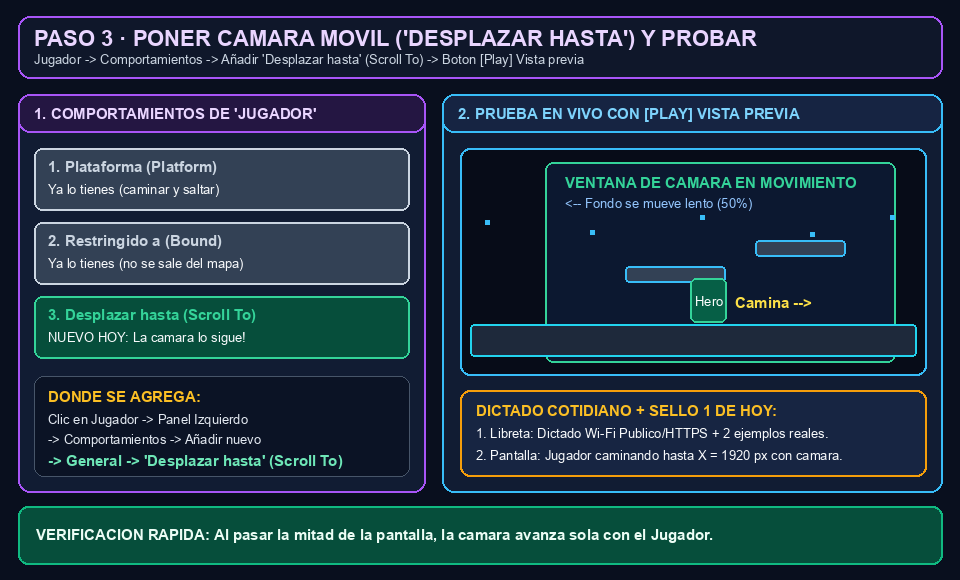 PASO 3 · PONER CAMARA MOVIL ('DESPLAZAR HASTA') Y PROBAR
Jugador -> Comportamientos -> Añadir 'Desplazar hasta' (Scroll To) -> Boton [Play] Vista previa
1. COMPORTAMIENTOS DE 'JUGADOR'
1. Plataforma (Platform)
Ya lo tienes (caminar y saltar)
2. Restringido a (Bound)
Ya lo tienes (no se sale del mapa)
3. Desplazar hasta (Scroll To)
NUEVO HOY: La camara lo sigue!
DONDE SE AGREGA:
Clic en Jugador -> Panel Izquierdo
-> Comportamientos -> Añadir nuevo
-> General -> 'Desplazar hasta' (Scroll To)
2. PRUEBA EN VIVO CON [PLAY] VISTA PREVIA
VENTANA DE CAMARA EN MOVIMIENTO
<-- Fondo se mueve lento (50%)
Hero
Camina -->
DICTADO COTIDIANO + SELLO 1 DE HOY:
1. Libreta: Dictado Wi-Fi Publico/HTTPS + 2 ejemplos reales.
2. Pantalla: Jugador caminando hasta X = 1920 px con camara.
VERIFICACION RAPIDA: Al pasar la mitad de la pantalla, la camara avanza sola con el Jugador.